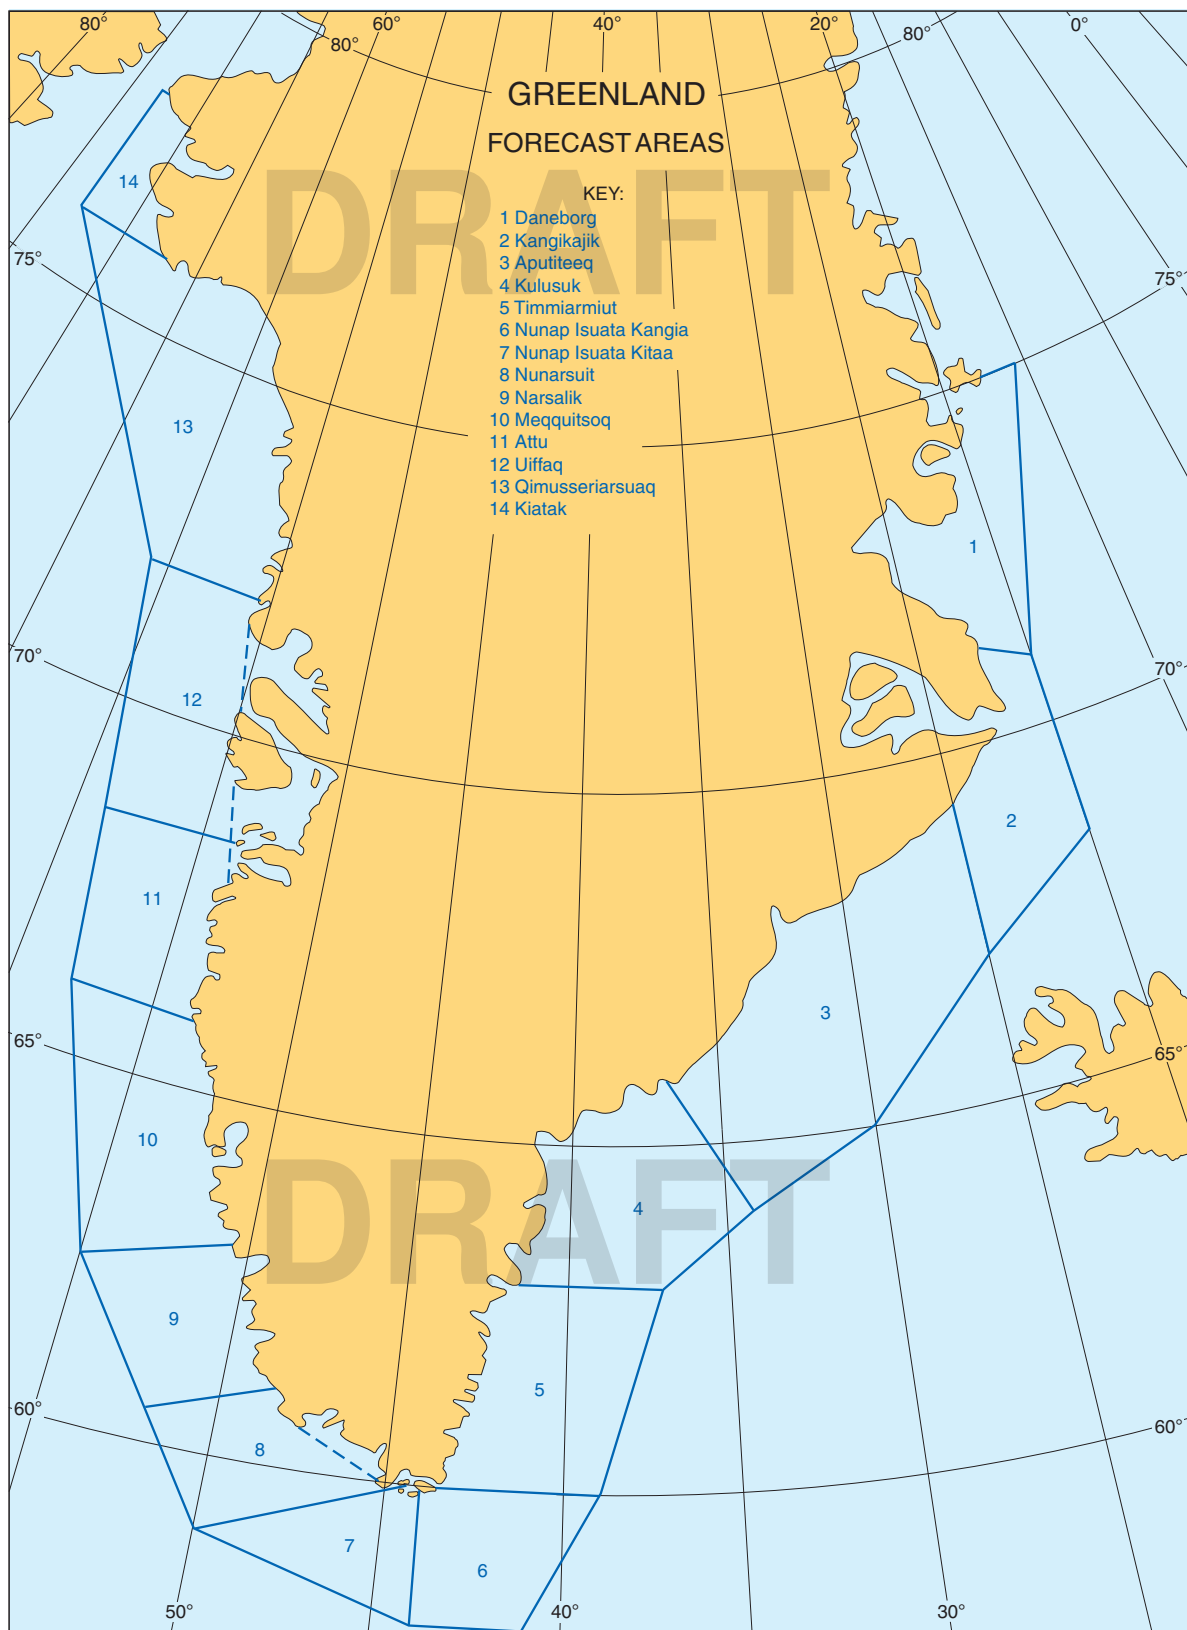 80°
60°
40°
20°
80°
0°
80°
GREENLAND
FORECAST AREAS
DRAFT
KEY:
1 Daneborg
2 Kangikajik
3 Aputiteeq
4 Kulusuk
5 Timmiarmiut
6 Nunap Isuata Kangia
7 Nunap Isuata Kitaa
8 Nunarsuit
9 Narsalik
10 Meqquitsoq
11 Attu
12 Uiffaq
13 Qimusseriarsuaq
14 Kiatak
14
75°
75°
13
1
70°
70°
12
2
11
3
65°
65°
10
DRAFT
4
9
5
60°
60°
8
7
6
50°
40°
30°